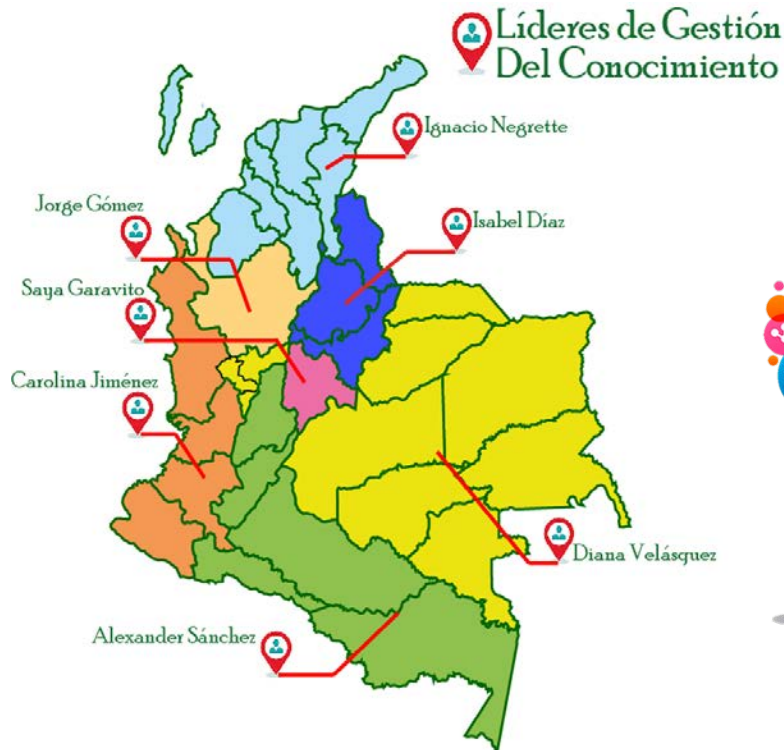 Líderes de Gestión
Del Conocimiento
Ignacio Negrette
Jorge Gómez
Isabel Díaz
Saya Garavito
Carolina Jiménez
Diana Velásquez
Alexander Sánchez